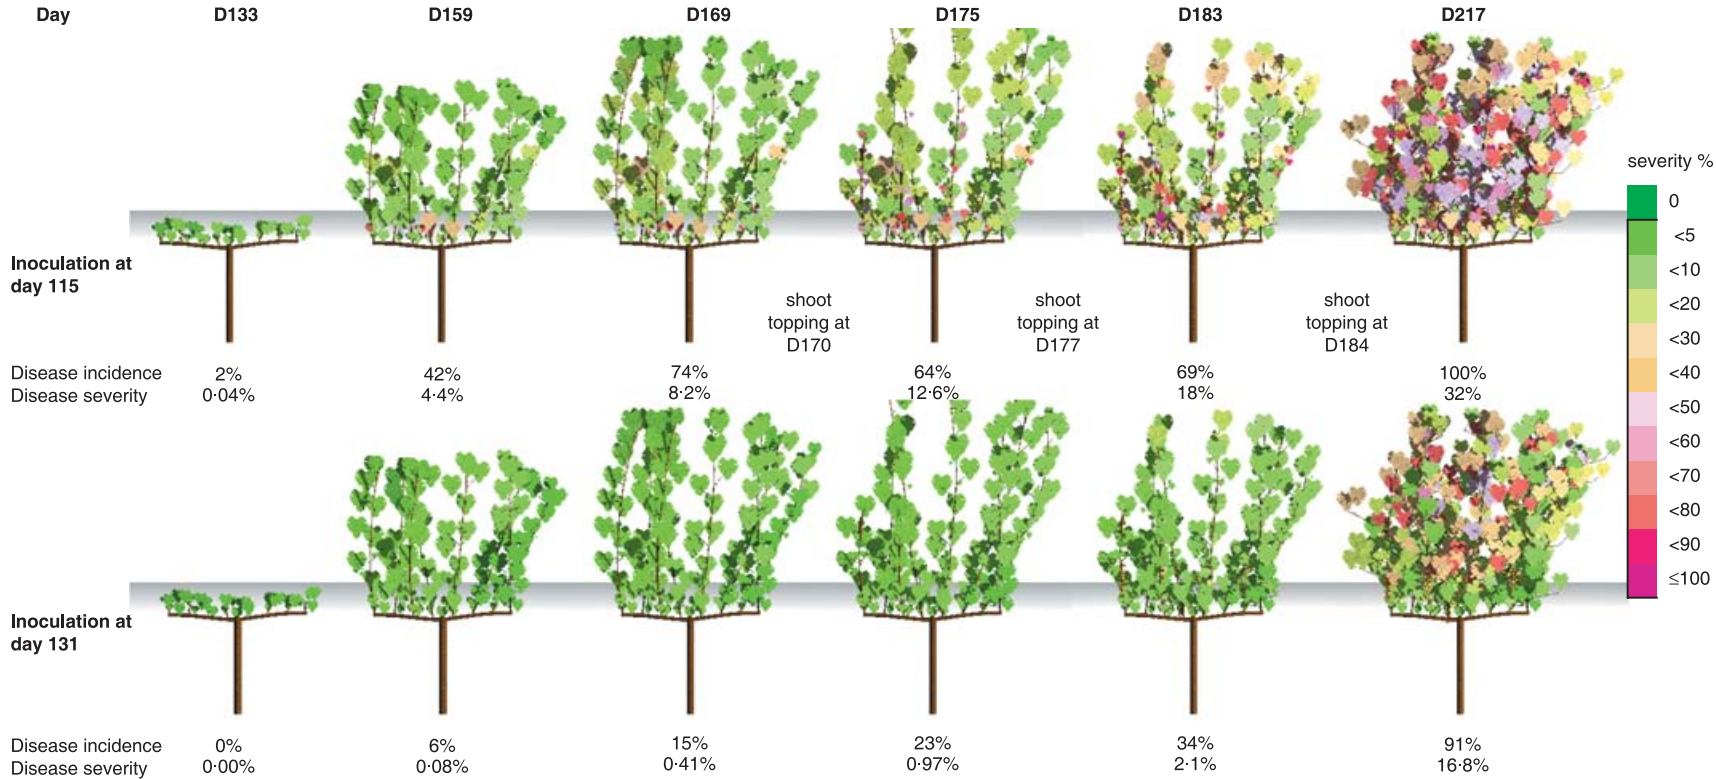 Day D133 D159 D169 D175 D183 D217
severity %
0
<5
<10
<20
<30
<40
<50
<60
<70
<80
<90
≤100
Inoculation at
day 115
shoot
topping at
D170
shoot
topping at
D177
shoot
topping at
D184
Disease incidence 2% 42% 74% 64% 69% 100%
Disease severity 0·04% 4·4% 8·2% 12·6% 18% 32%
Inoculation at
day 131
Disease incidence 0% 6% 15% 23% 34% 91%
Disease severity 0·00% 0·08% 0·41% 0·97% 2·1% 16·8%